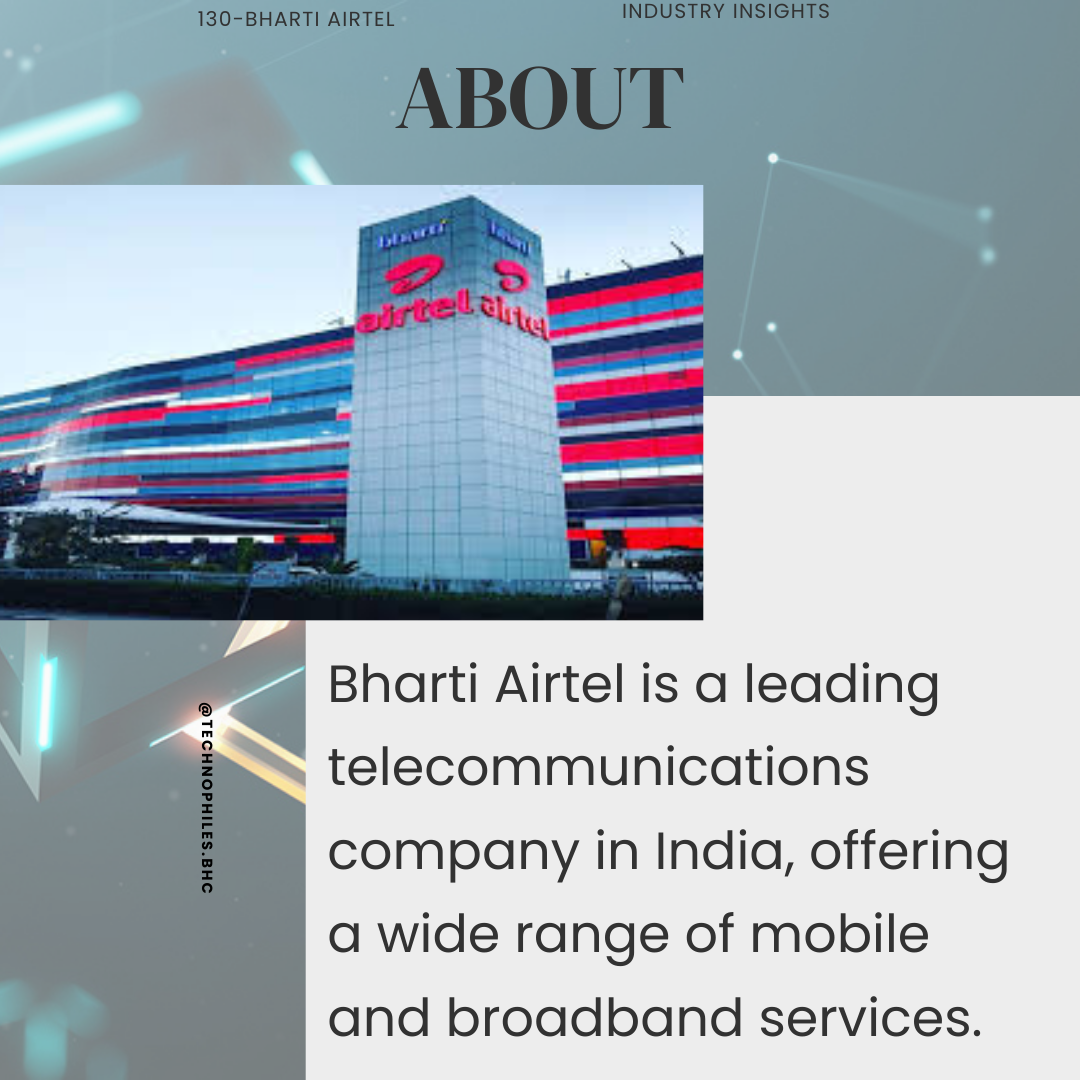 130-BHARTI AIRTEL
INDUSTRY INSIGHTS
ABOUT
bharti
airtel
bharti
airtel
@TECHNOPHILES.BHC
Bharti Airtel is a leading
telecommunications
company in India, offering
a wide range of mobile
and broadband services.